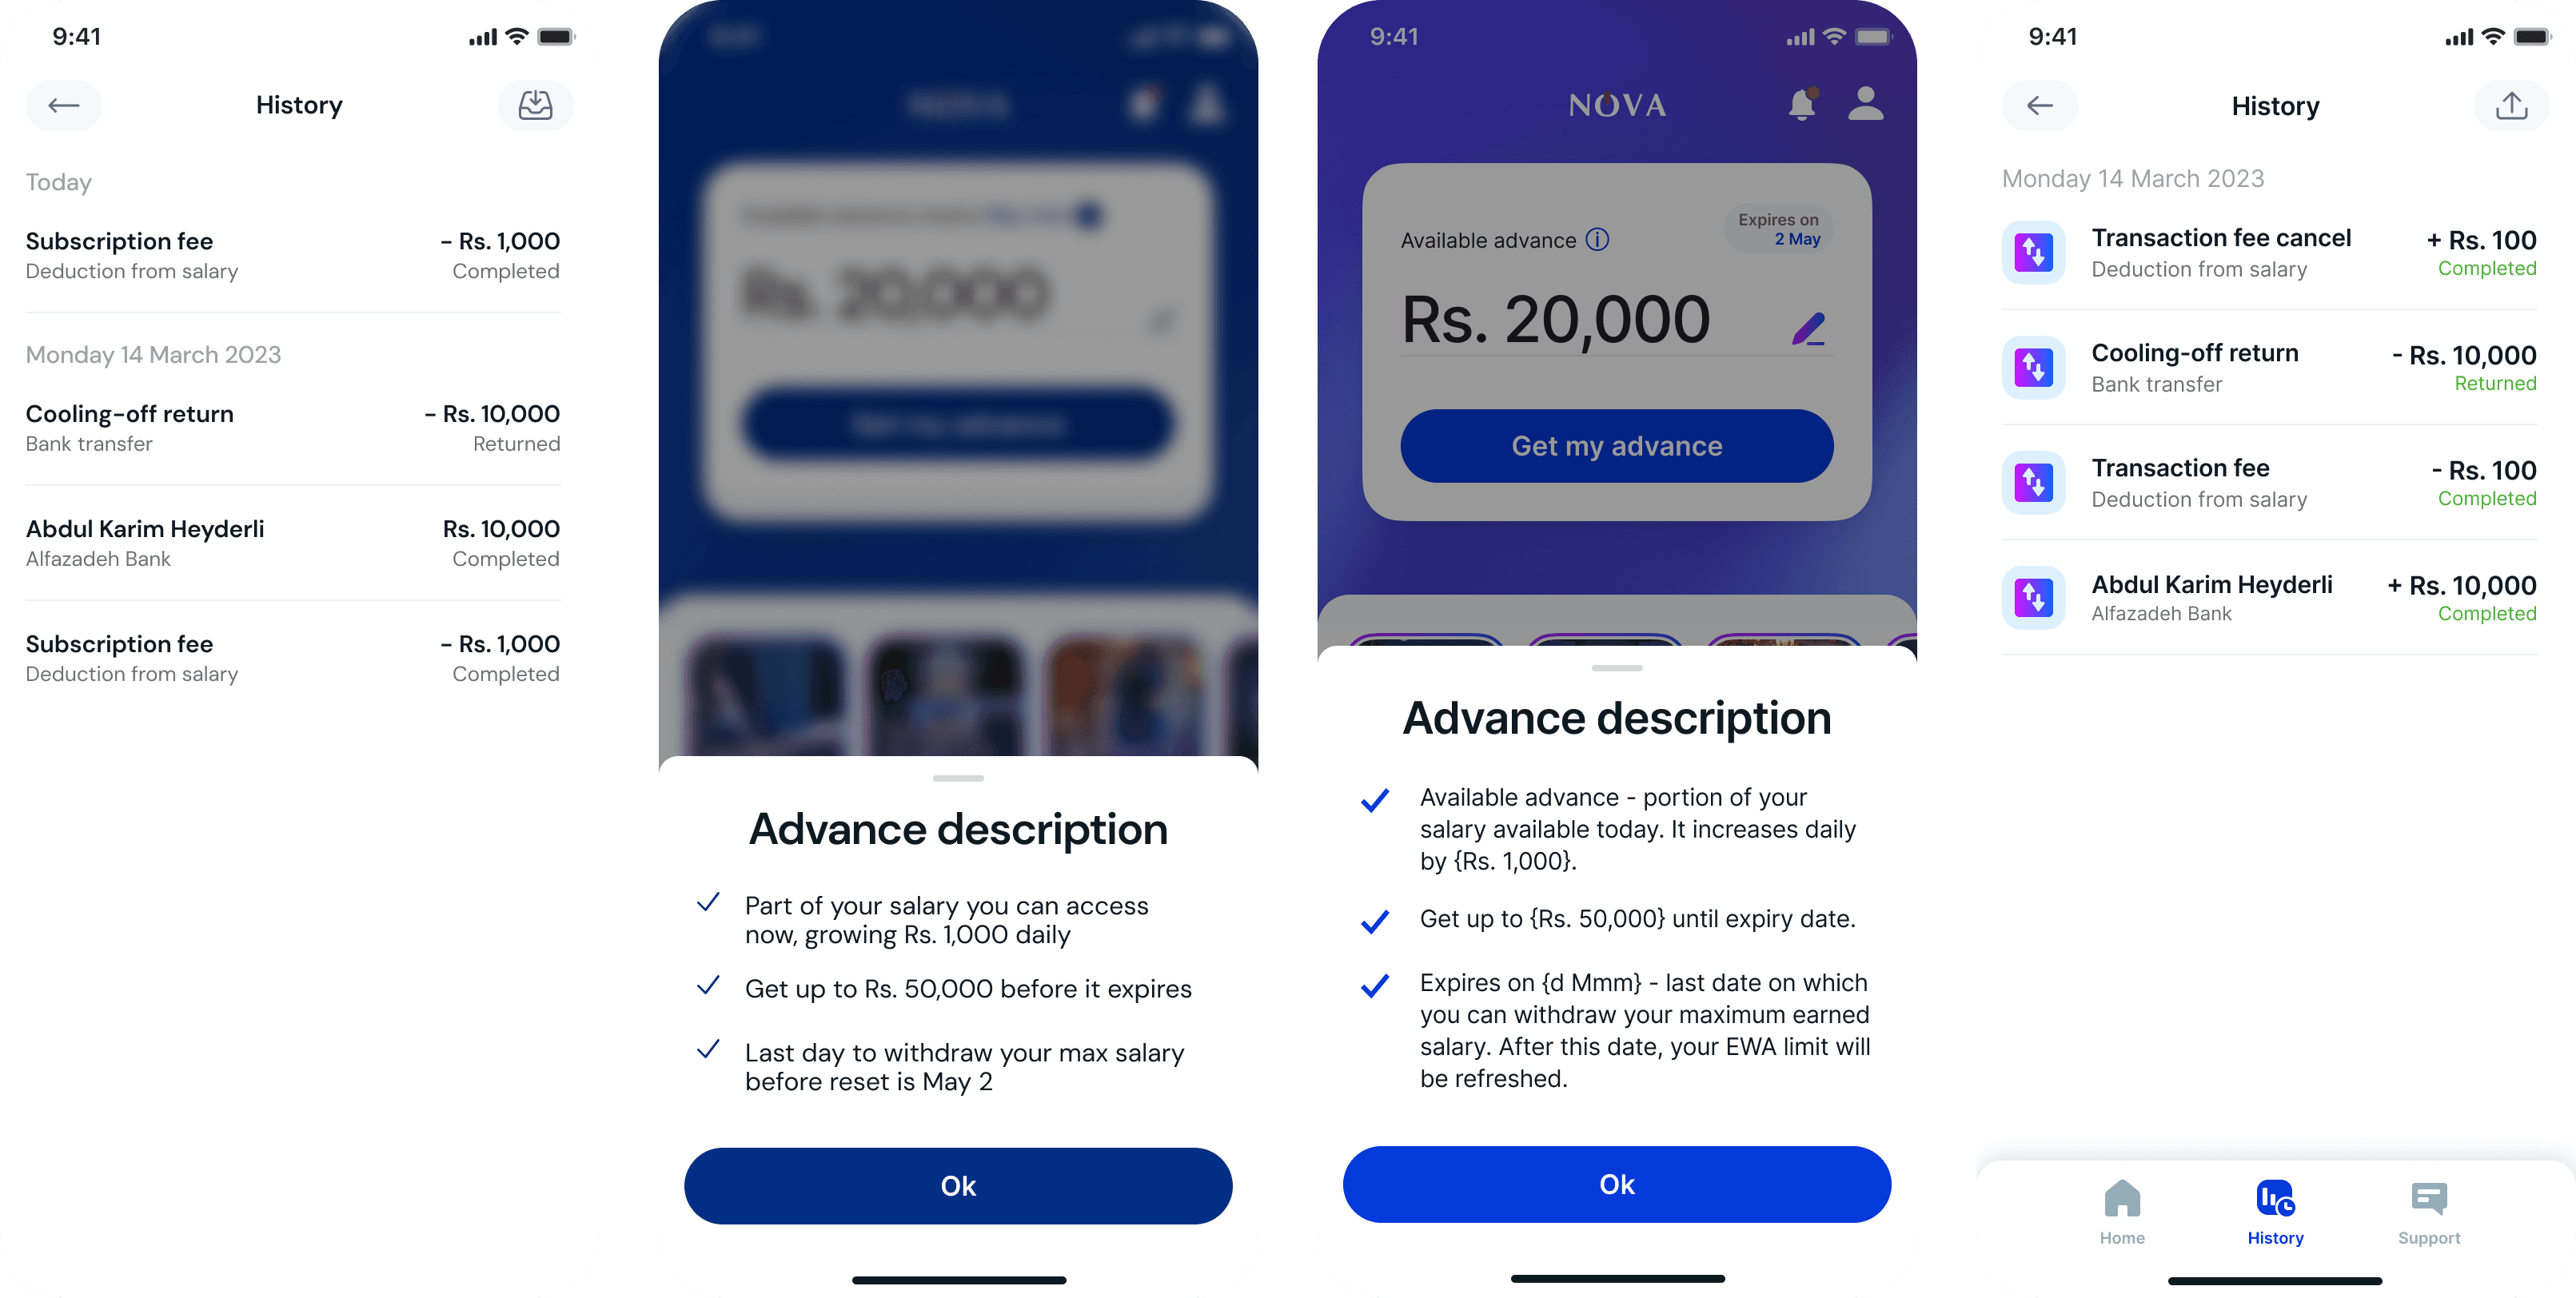 9:41
History
Today
Subscription fee
– Rs. 1,000
Deduction from salary
Completed
Monday 14 March 2023
Cooling-off return
– Rs. 10,000
Bank transfer
Returned
Abdul Karim Heyderli
Rs. 10,000
Alfazadeh Bank
Completed
Subscription fee
– Rs. 1,000
Deduction from salary
Completed
Rs. 20,000
Get my advance
Advance description
Part of your salary you can access
now, growing Rs. 1,000 daily
Get up to Rs. 50,000 before it expires
Last day to withdraw your max salary
before reset is May 2
Ok
9:41
NOVA
Expires on
2 May
Available advance
Rs. 20,000
Get my advance
Advance description
Available advance - portion of your
salary available today. It increases daily
by {Rs. 1,000}.
Get up to {Rs. 50,000} until expiry date.
Expires on {d Mmm} - last date on which
you can withdraw your maximum earned
salary. After this date, your EWA limit will
be refreshed.
Ok
9:41
History
Monday 14 March 2023
Transaction fee cancel
+ Rs. 100
Deduction from salary
Completed
Cooling-off return
- Rs. 10,000
Bank transfer
Returned
Transaction fee
- Rs. 100
Deduction from salary
Completed
Abdul Karim Heyderli
+ Rs. 10,000
Alfazadeh Bank
Completed
Home
History
Support